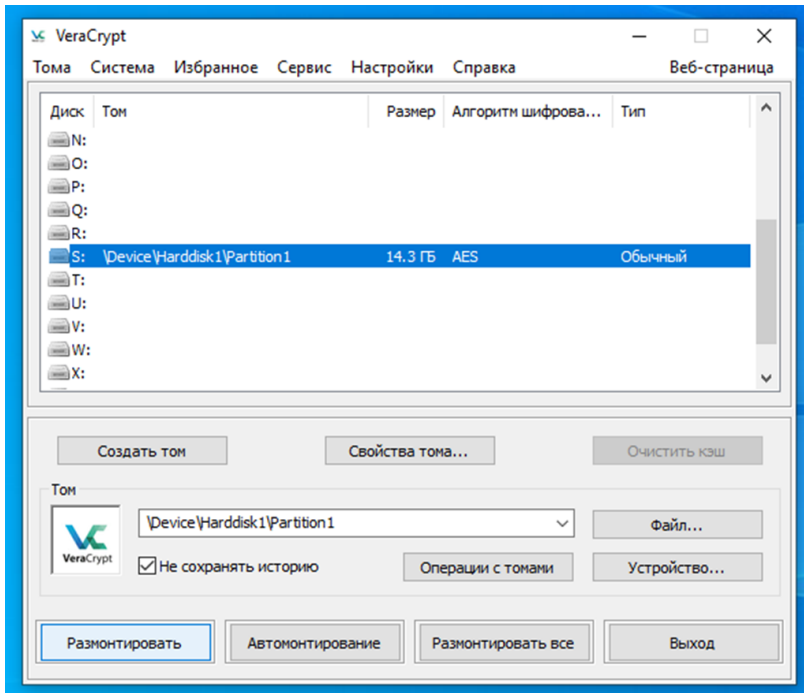 VeraCrypt
Тома Система Избранное Сервис Настройки Справка Веб-страница
Диск Том Размер Алгоритм шифрова... Тип
N:
O:
P:
Q:
R:
S: \Device\Harddisk1\Partition1 14.3 ГБ AES Обычный
T:
U:
V:
W:
X:
Создать том Свойства тома... Очистить кэш
Том
\Device\Harddisk1\Partition1 Файл...
VeraCrypt
Не сохранять историю Операции с томами Устройство...
Размонтировать Автомонтирование Размонтировать все Выход